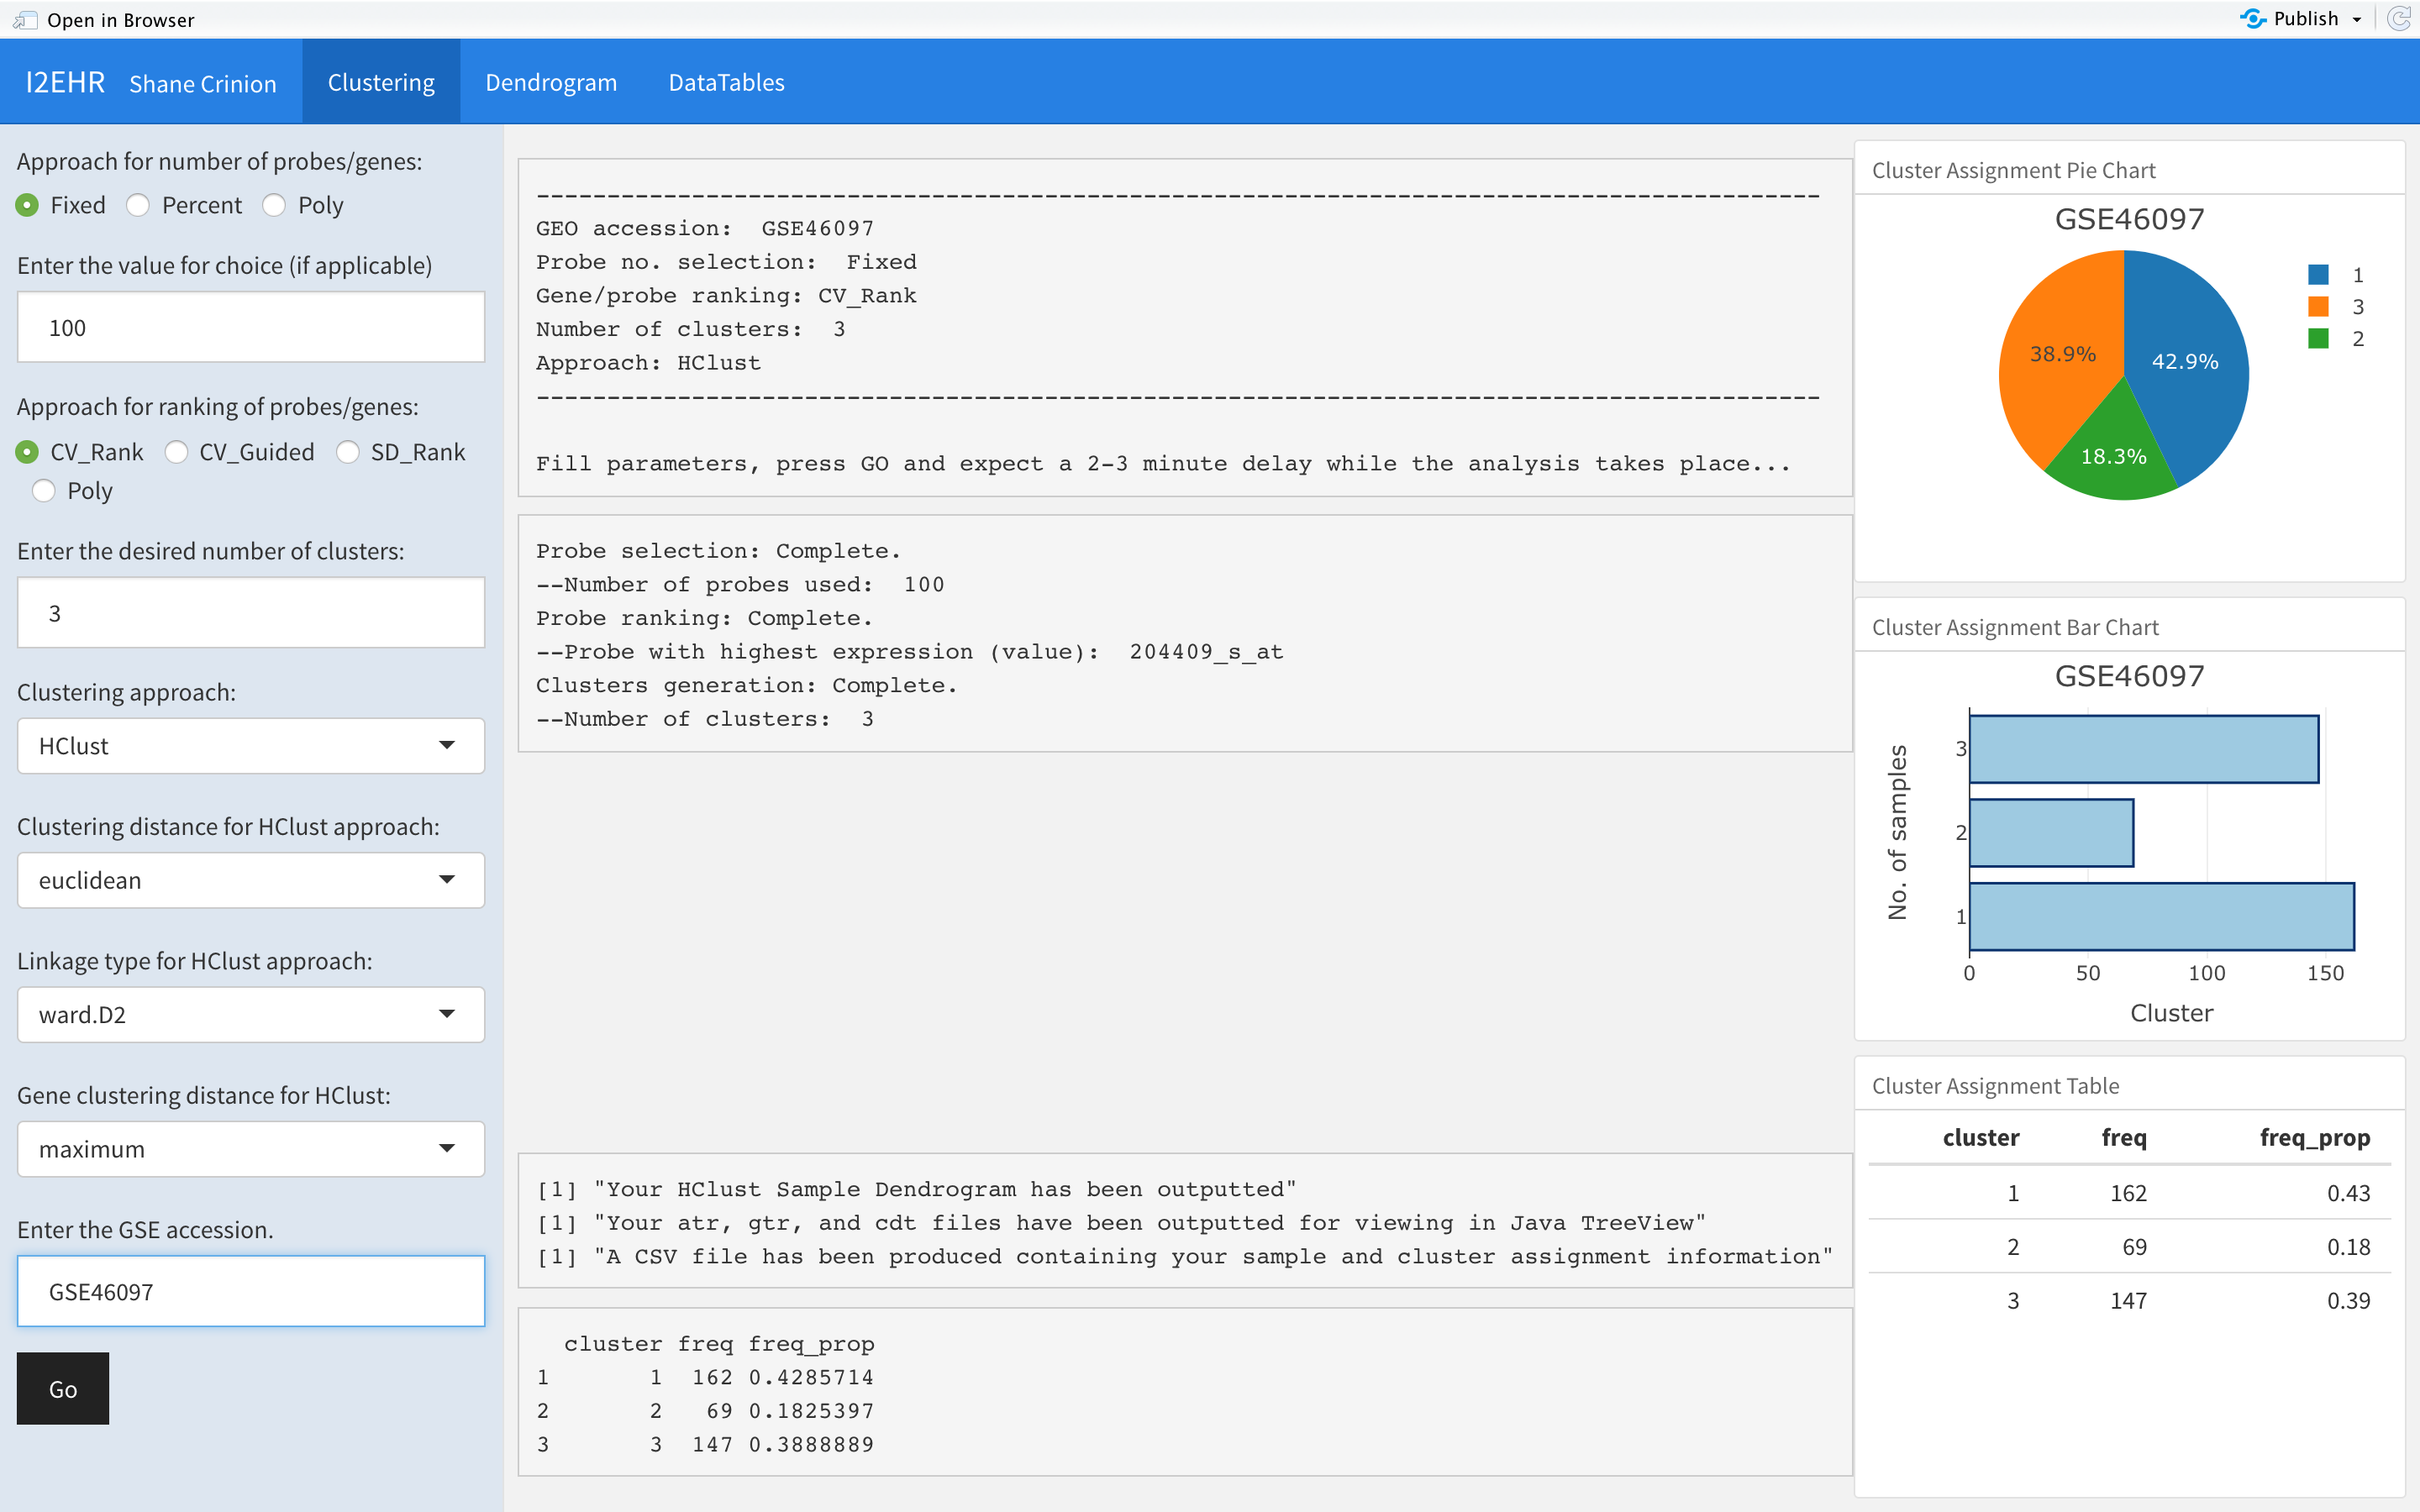 Open in Browser
Publish
I2EHR Shane Crinion Clustering Dendrogram DataTables
Approach for number of probes/genes:
Fixed Percent Poly
Enter the value for choice (if applicable)
100
Approach for ranking of probes/genes:
CV_Rank CV_Guided SD_Rank
Poly
Enter the desired number of clusters:
3
Clustering approach:
HClust
Clustering distance for HClust approach:
euclidean
Linkage type for HClust approach:
ward.D2
Gene clustering distance for HClust:
maximum
Enter the GSE accession.
GSE46097
Go
-------------------------------------------------------------------------------------------
GEO accession:  GSE46097
Probe no. selection:  Fixed
Gene/probe ranking: CV_Rank
Number of clusters:  3
Approach: HClust
-------------------------------------------------------------------------------------------
Fill parameters, press GO and expect a 2-3 minute delay while the analysis takes place...
Probe selection: Complete.
--Number of probes used:  100
Probe ranking: Complete.
--Probe with highest expression (value):  204409_s_at
Clusters generation: Complete.
--Number of clusters:  3
[1] "Your HClust Sample Dendrogram has been outputted"
[1] "Your atr, gtr, and cdt files have been outputted for viewing in Java TreeView"
[1] "A CSV file has been produced containing your sample and cluster assignment information"
cluster freq freq_prop
1 1 162 0.4285714
2 2 69 0.1825397
3 3 147 0.3888889
Cluster Assignment Pie Chart
GSE46097
1
3
2
38.9%
42.9%
18.3%
Cluster Assignment Bar Chart
GSE46097
No. of samples
3
2
1
0 50 100 150
Cluster
Cluster Assignment Table
cluster freq freq_prop
1 162 0.43
2 69 0.18
3 147 0.39